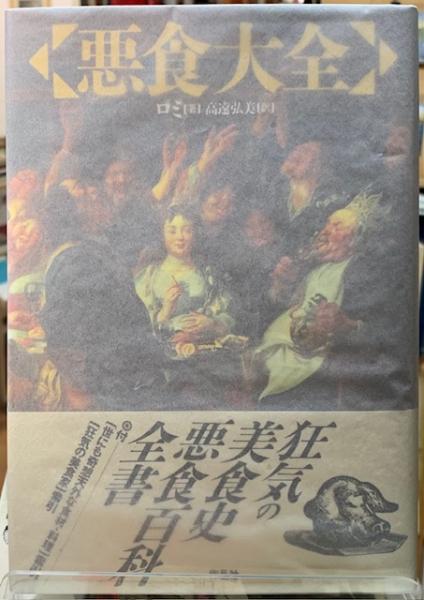 【悪食大全】
ロミ[著] 高遠弘美[訳]
狂気の
美食史
悪食百科
全書